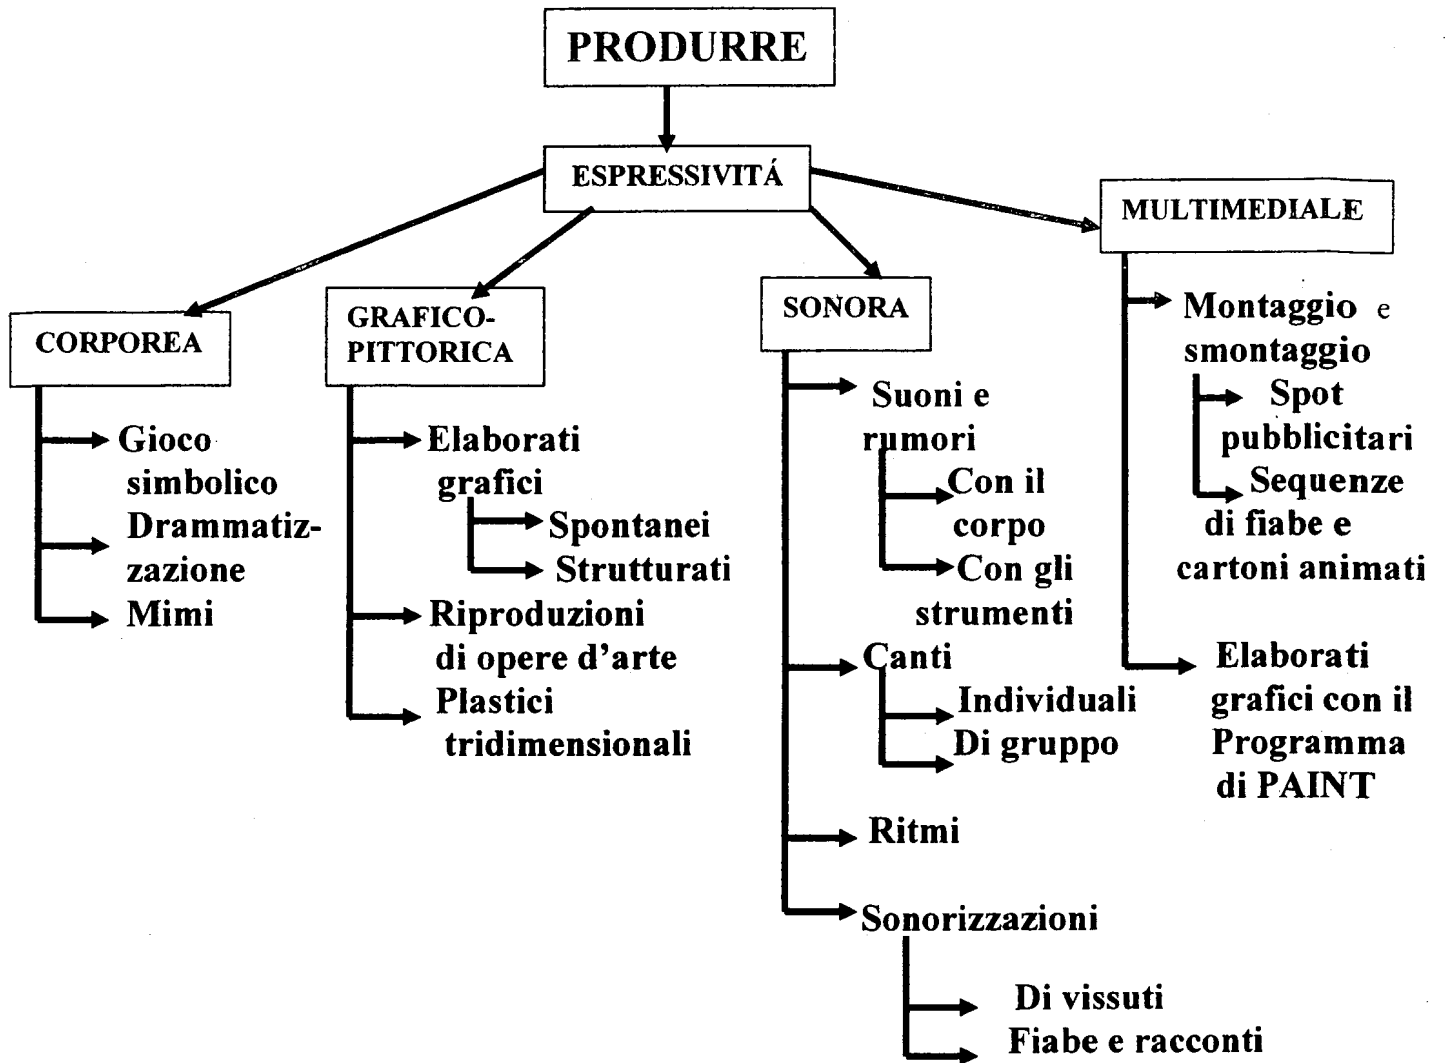 PRODURRE
ESPRESSIVITÁ
CORPOREA
Gioco
simbolico
Drammatiz-
zazione
Mimi
GRAFICO-
PITTORICA
Elaborati
grafici
Spontanei
Strutturati
Riproduzioni
di opere d'arte
Plastici
tridimensionali
SONORA
Suoni e
rumori
Con il
corpo
Con gli
strumenti
Canti
Individuali
Di gruppo
Ritmi
Sonorizzazioni
Di vissuti
Fiabe e racconti
MULTIMEDIALE
Montaggio e
smontaggio
Spot
pubblicitari
Sequenze
di fiabe e
cartoni animati
Elaborati
grafici con il
Programma
di PAINT